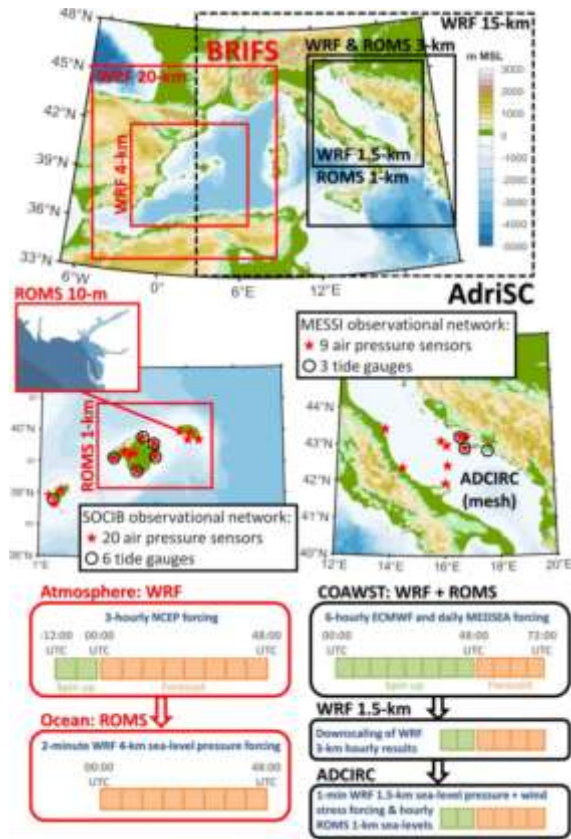 48°N
45°N
42°N
39°N
36°N
33°N
6°W
0°
6°E
12°E
WRF 15-km
BRIFS
WRF & ROMS 3-km
WRF 20-km
WRF 4-km
WRF 1.5-km
ROMS 1-km
m MSL
3000
2000
1000
0
-1000
-2000
-3000
-4000
-5000
AdriSC
ROMS 10-m
ROMS 1-km
40°N
39°N
38°N
1°E
SOCIB observational network:
20 air pressure sensors
6 tide gauges
MESSI observational network:
9 air pressure sensors
3 tide gauges
44°N
43°N
42°N
41°N
40°N
12°E
14°E
16°E
18°E
20°E
ADCIRC
(mesh)
Atmosphere: WRF
3-hourly NCEP forcing
-12:00 00:00 48:00
UTC UTC UTC
Spin-up Forecast
Ocean: ROMS
2-minute WRF 4-km sea-level pressure forcing
00:00 48:00
UTC UTC
COAWST: WRF + ROMS
6-hourly ECMWF and daily MEDSEA forcing
00:00 48:00 72:00
UTC UTC UTC
Spin-up Forecast
WRF 1.5-km
Downscaling of WRF
3-km hourly results
ADCIRC
1-min WRF 1.5-km sea-level pressure + wind
stress forcing & hourly
ROMS 1-km sea-levels